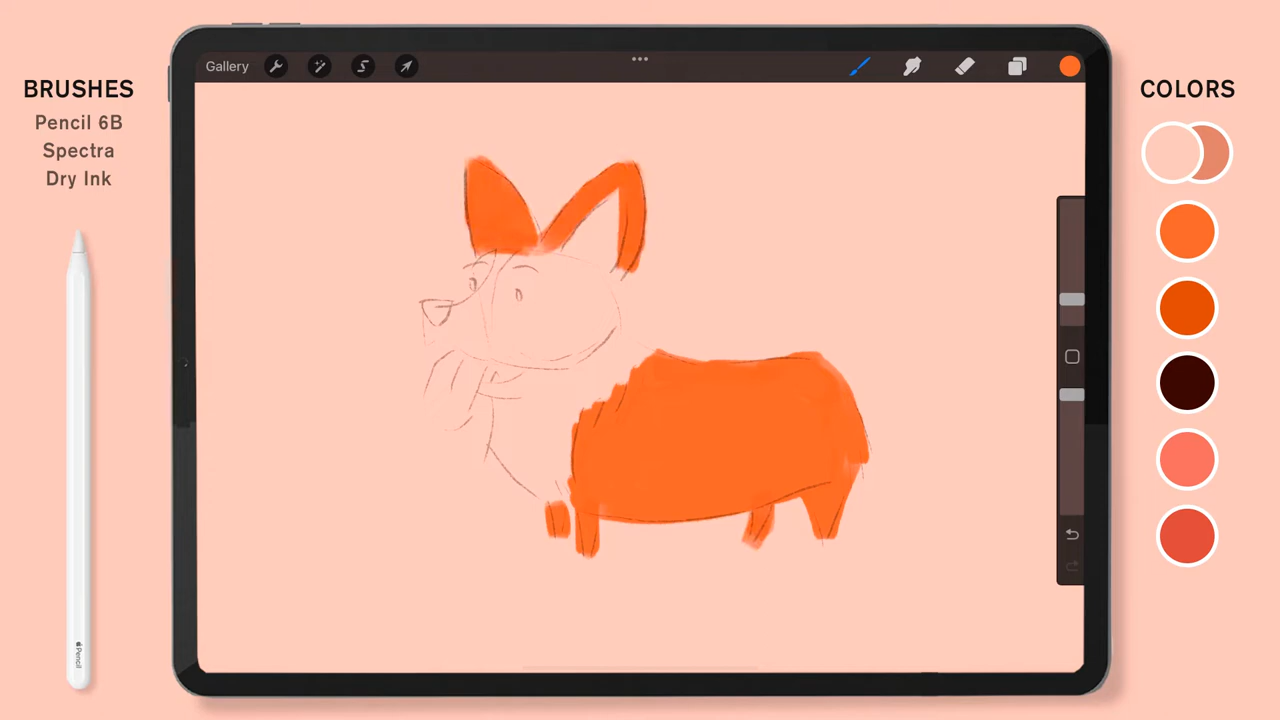 BRUSHES
Pencil 6B
Spectra
Dry Ink
Gallery
COLORS
Pencil